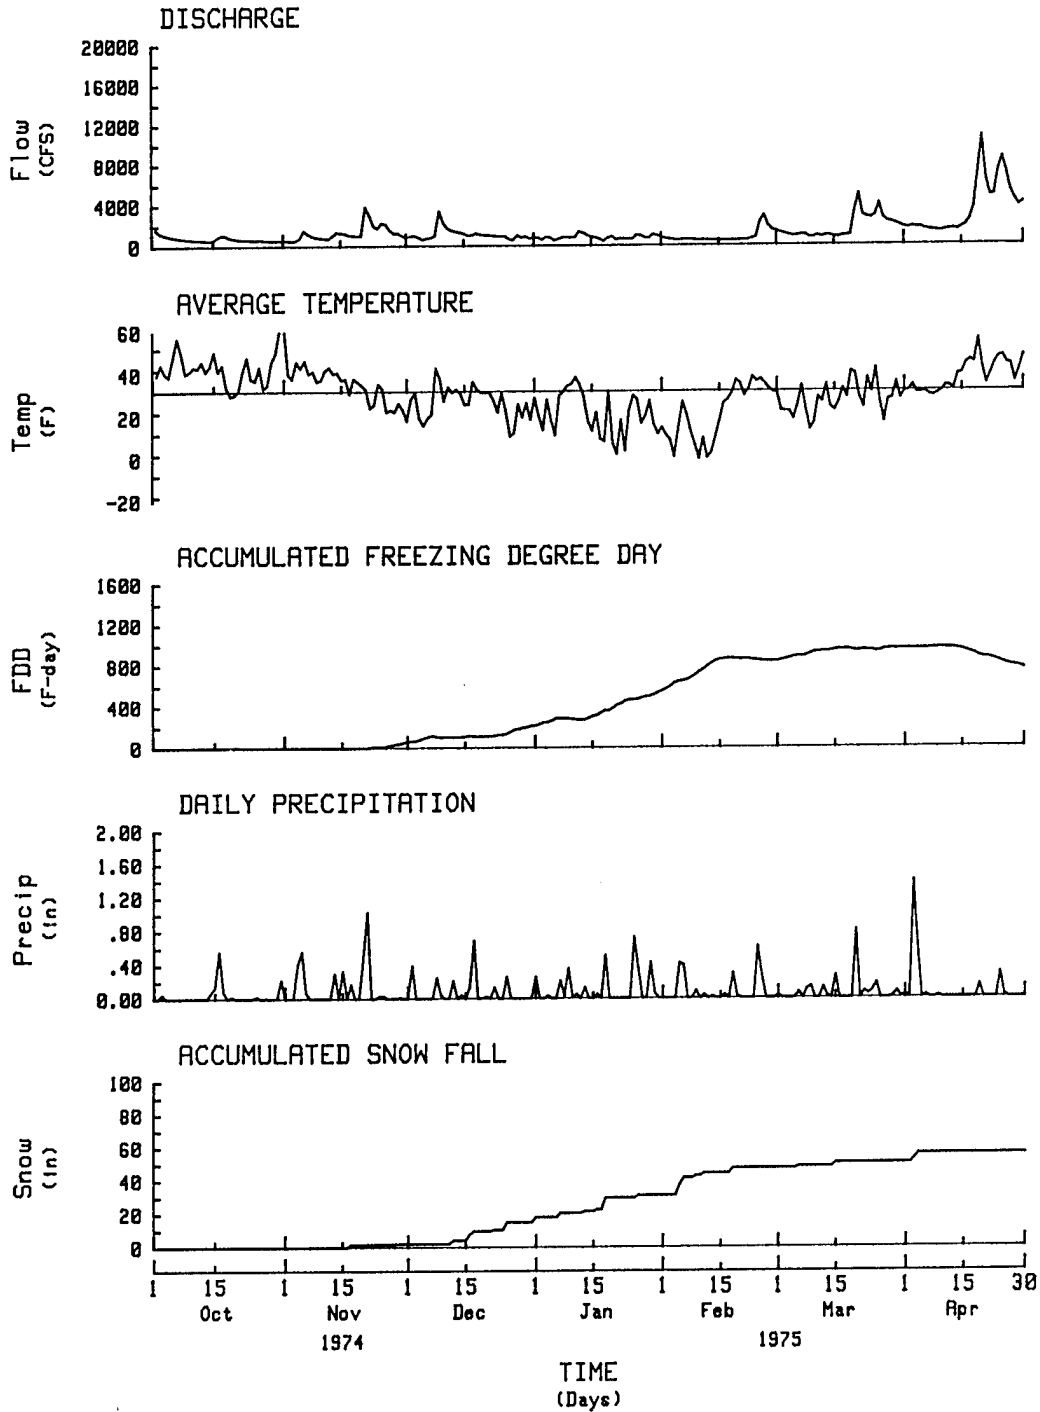 DISCHARGE
20000
16000
12000
8000
4000
0
Flow
(CFS)
AVERAGE TEMPERATURE
60
40
20
0
-20
Temp
(F)
ACCUMULATED FREEZING DEGREE DAY
1600
1200
800
400
0
FDD
(F-day)
DAILY PRECIPITATION
2.00
1.60
1.20
.80
.40
0.00
Precip
(in)
ACCUMULATED SNOW FALL
100
80
60
40
20
0
Snow
(in)
1 15 1 15 1 15 1 15 1 15 1 15 1 15 30
Oct Nov Dec Jan Feb Mar Apr
1974 1975
TIME
(Days)